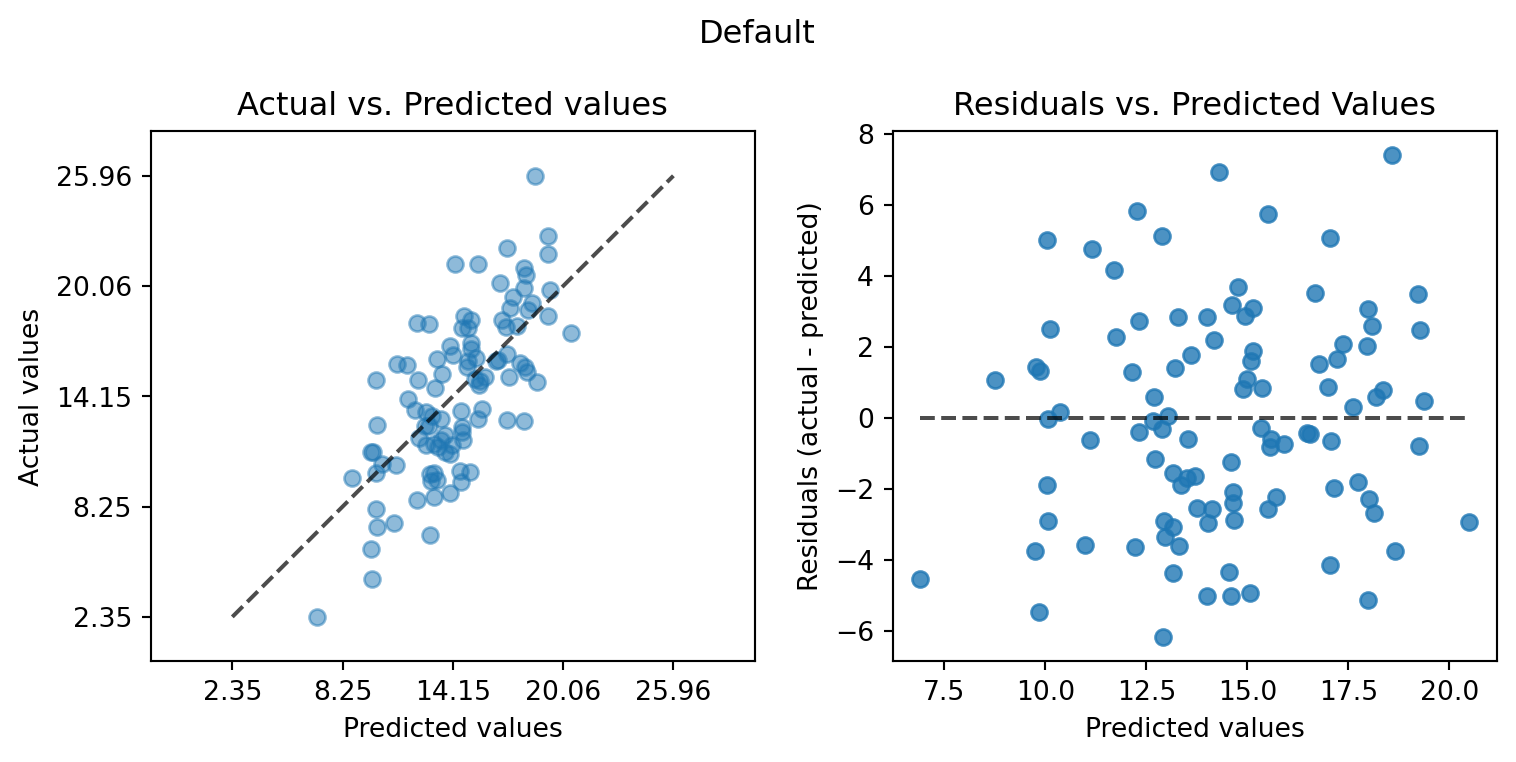 Default
Actual vs. Predicted values
Actual values
25.96
20.06
14.15
8.25
2.35
2.35 8.25 14.15 20.06 25.96
Predicted values
Residuals vs. Predicted Values
Residuals (actual - predicted)
8
6
4
2
0
−2
−4
−6
7.5 10.0 12.5 15.0 17.5 20.0
Predicted values